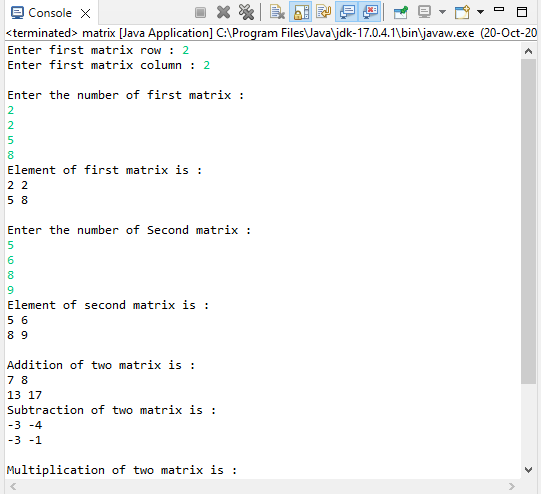 Console
<terminated> matrix [Java Application] C:\Program Files\Java\jdk-17.0.4.1\bin\javaw.exe (20-Oct-20
Enter first matrix row : 2
Enter first matrix column : 2
Enter the number of first matrix :
2
2
5
8
Element of first matrix is :
2 2
5 8
Enter the number of Second matrix :
5
6
8
9
Element of second matrix is :
5 6
8 9
Addition of two matrix is :
7 8
13 17
Subtraction of two matrix is :
-3 -4
-3 -1
Multiplication of two matrix is :